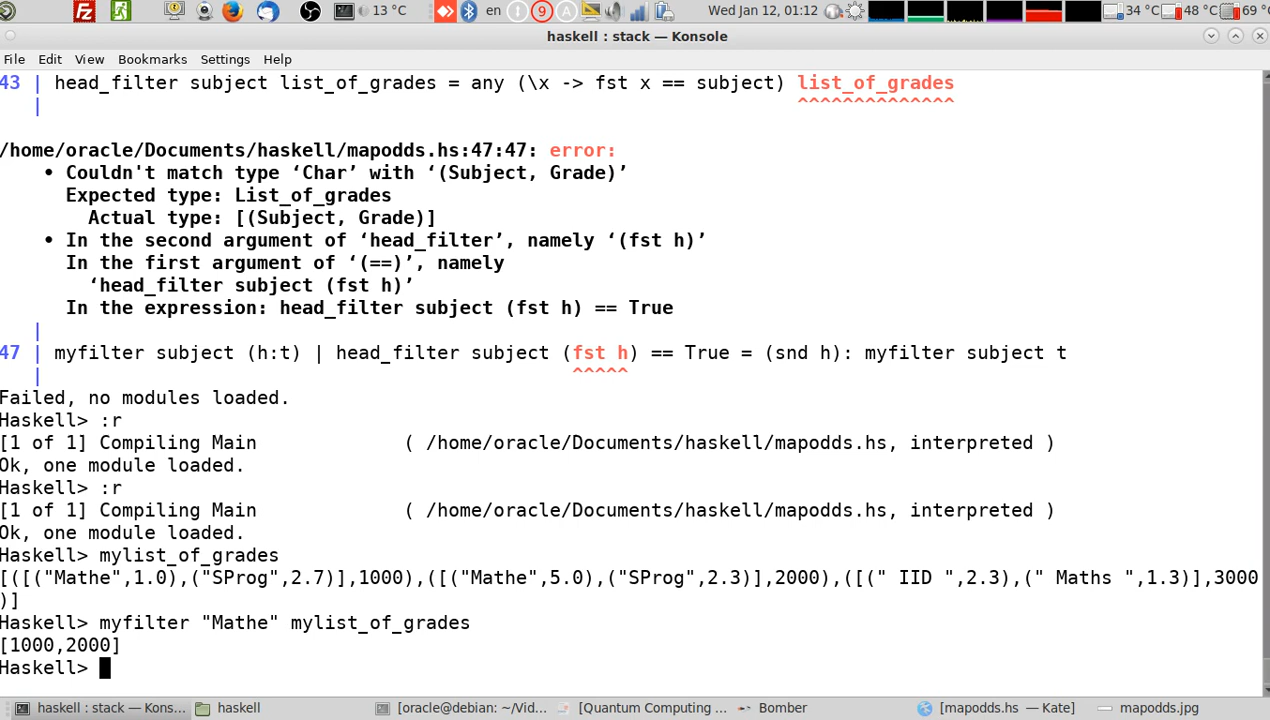 13 °C
en
9
A
Wed Jan 12, 01:12
34 °C
48 °C
69 °
haskell : stack — Konsole
File Edit View Bookmarks Settings Help
43 | head_filter subject list_of_grades = any (\x -> fst x == subject) list_of_grades
| ^^^^^^^^^^^^^^
/home/oracle/Documents/haskell/mapodds.hs:47:47: error:
• Couldn't match type ‘Char’ with ‘(Subject, Grade)’
Expected type: List_of_grades
Actual type: [(Subject, Grade)]
• In the second argument of ‘head_filter’, namely ‘(fst h)’
In the first argument of ‘(==)’, namely
‘head_filter subject (fst h)’
In the expression: head_filter subject (fst h) == True
|
47 | myfilter subject (h:t) | head_filter subject (fst h) == True = (snd h): myfilter subject t
| ^^^^^
Failed, no modules loaded.
Haskell> :r
[1 of 1] Compiling Main ( /home/oracle/Documents/haskell/mapodds.hs, interpreted )
Ok, one module loaded.
Haskell> :r
[1 of 1] Compiling Main ( /home/oracle/Documents/haskell/mapodds.hs, interpreted )
Ok, one module loaded.
Haskell> mylist_of_grades
[([("Mathe",1.0),("SProg",2.7)],1000),([("Mathe",5.0),("SProg",2.3)],2000),([(" IID ",2.3),(" Maths ",1.3)],3000
)]
Haskell> myfilter "Mathe" mylist_of_grades
[1000,2000]
Haskell>
haskell : stack — Kons...
haskell
[oracle@debian: ~/Vid...
[Quantum Computing ...
Bomber
[mapodds.hs — Kate]
mapodds.jpg